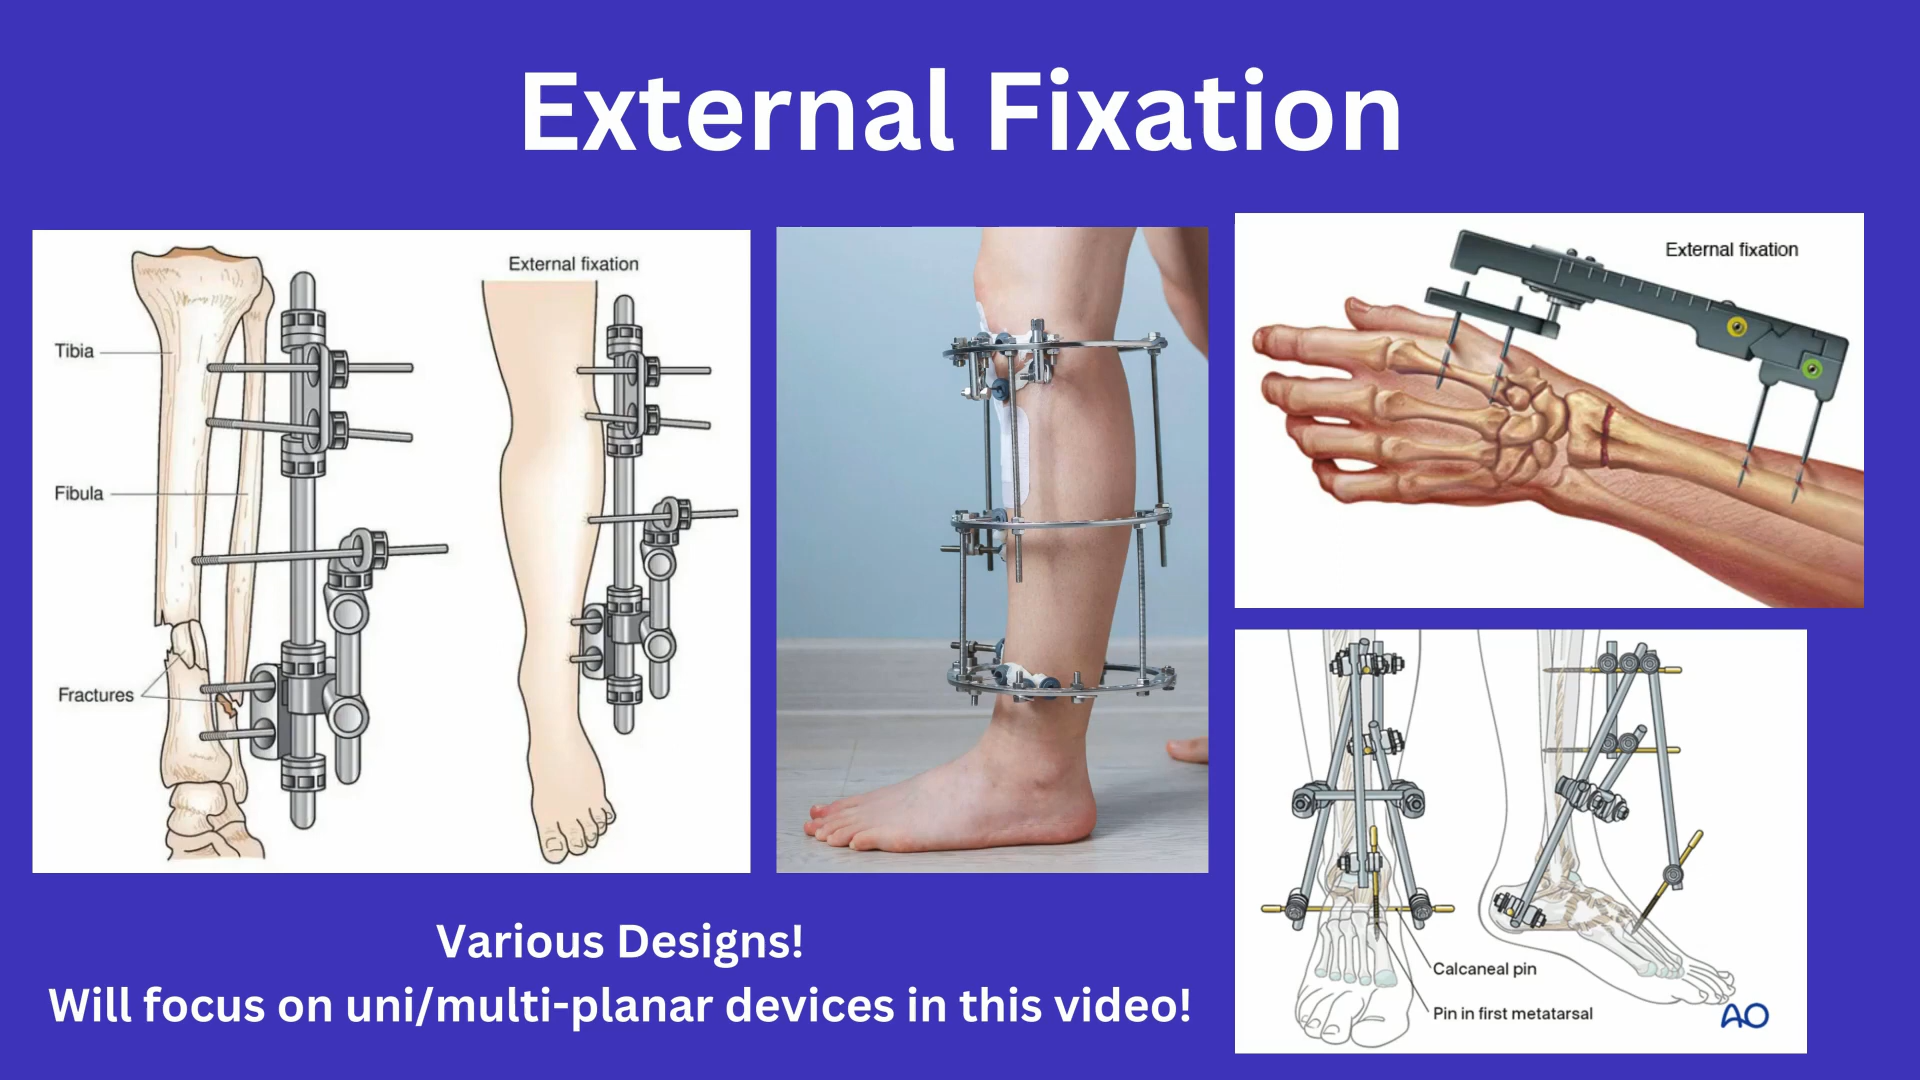 External Fixation
External fixation
Tibia
Fibula
Fractures
External fixation
Calcaneal pin
Pin in first metatarsal
AO
Various Designs!
Will focus on uni/multi-planar devices in this video!